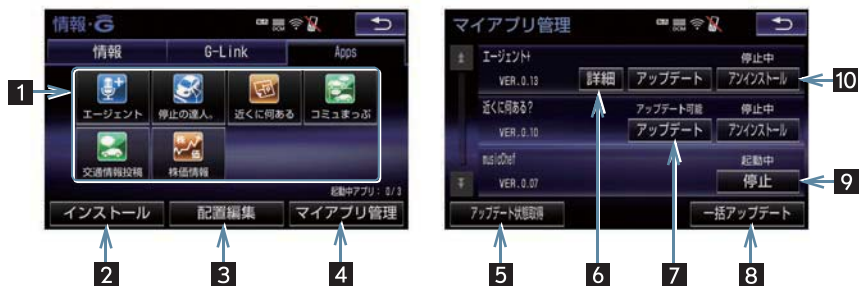 情報・G
DCM
情報
G-Link
Apps
エージェント
停止の達人。
近くに何ある
コミュまっぷ
交通情報投稿
株価情報
起動中アプリ: 0/3
インストール
配置編集
マイアプリ管理
1
2
3
4
マイアプリ管理
DCM
エージェント+
停止中
VER.0.13
詳細
アップデート
アンインストール
近くに何ある?
アップデート可能
停止中
VER.0.10
アップデート
アンインストール
musicChef
起動中
VER.0.07
停止
アップデート状態取得
一括アップデート
10
9
5
6
7
8